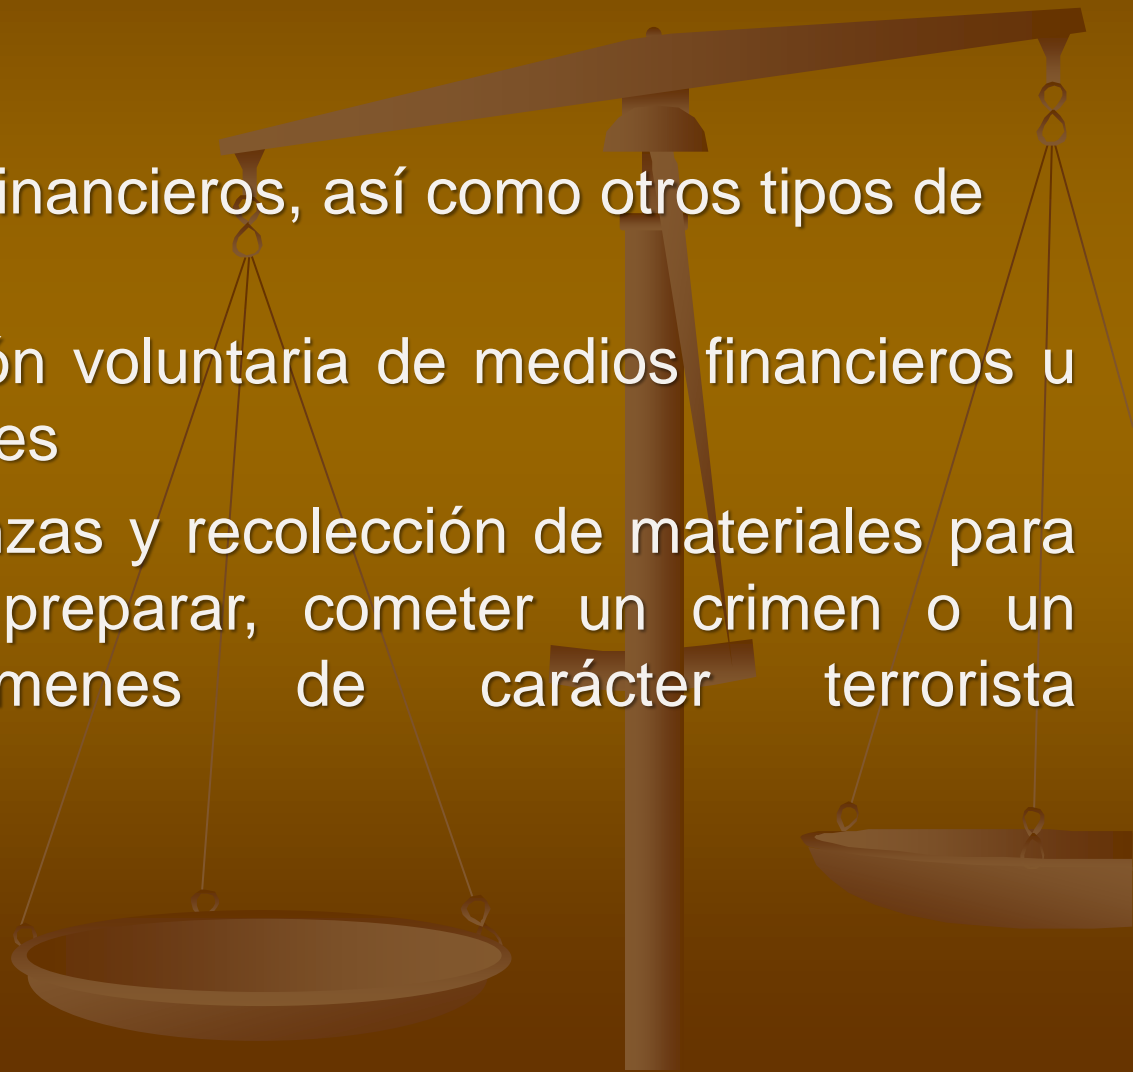 inancieros, así como otros tipos de
ón voluntaria de medios financieros u
es
nzas y recolección de materiales para
preparar, cometer un crimen o un
menes de carácter terrorista